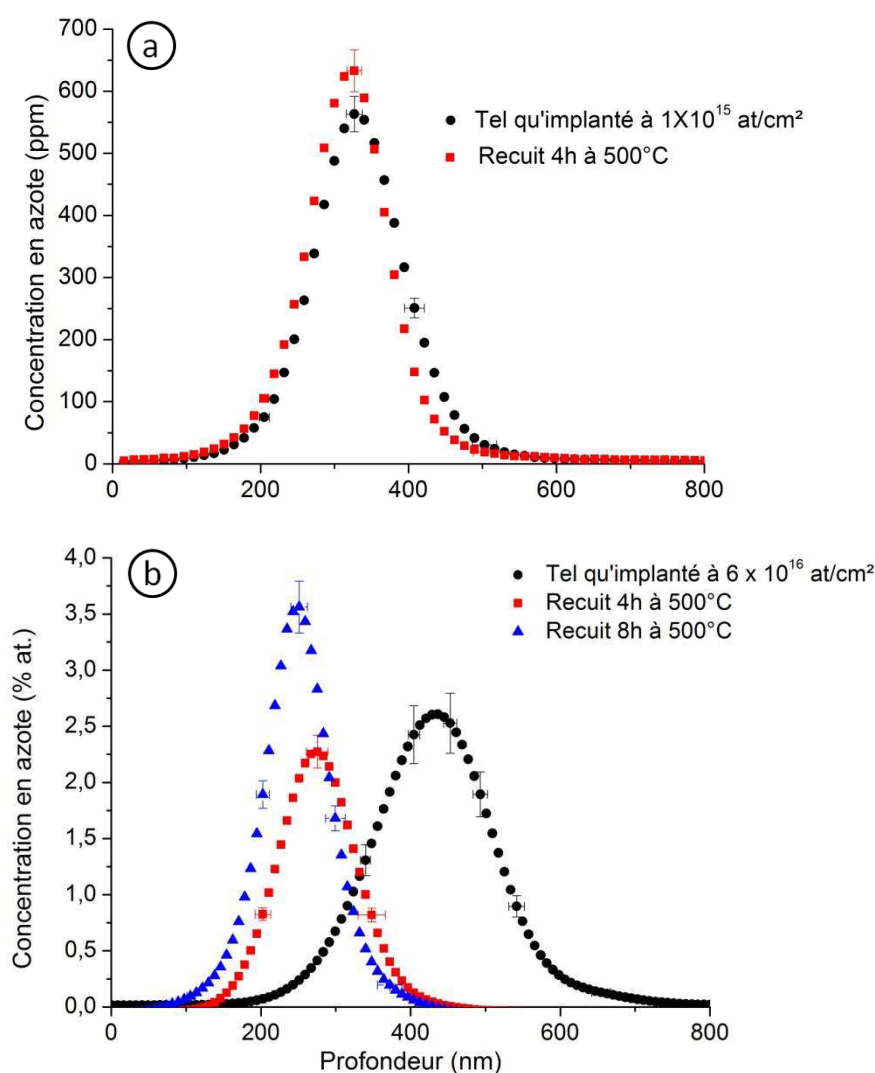 a
700
600
500
400
300
200
100
0
Concentration en azote (ppm)
Tel qu'implanté à 1X10¹⁵ at/cm²
Recuit 4h à 500°C
0 200 400 600 800
b
4,0
3,5
3,0
2,5
2,0
1,5
1,0
0,5
0,0
Concentration en azote (% at.)
Tel qu'implanté à 6 x 10¹⁶ at/cm²
Recuit 4h à 500°C
Recuit 8h à 500°C
0 200 400 600 800
Profondeur (nm)